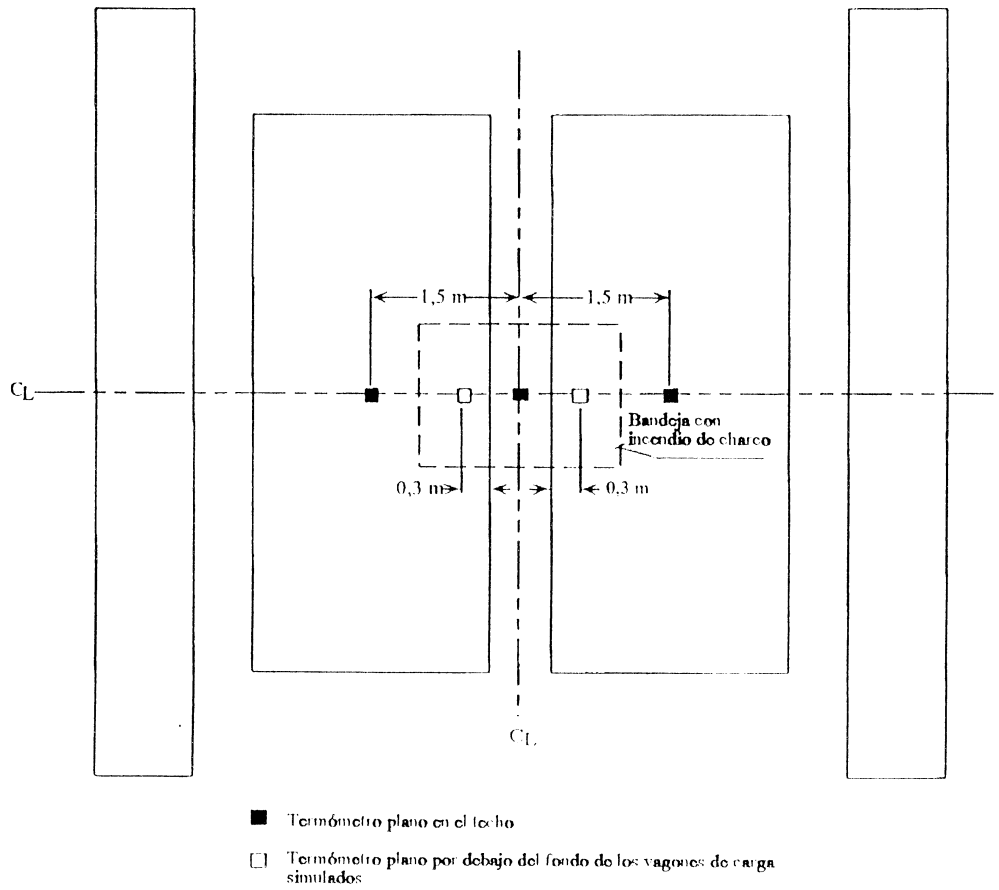 1,5 m
1,5 m
CL
Bandeja con
incendio de charco
0,3 m
0,3 m
CL
Termómetro plano en el techo
Termómetro plano por debajo del fondo de los vagones de carga
simulados